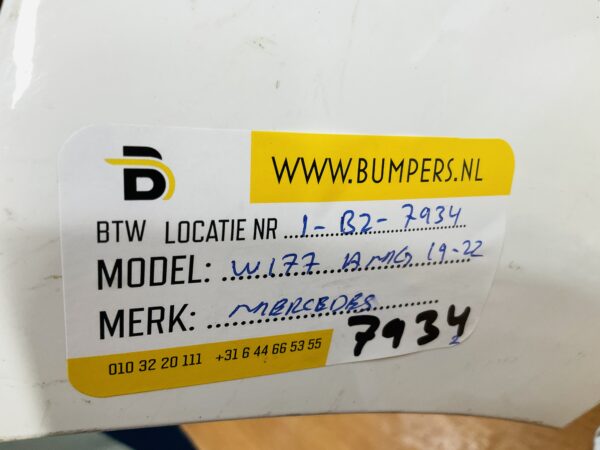 B
WWW.BUMPERS.NL
BTW LOCATIE NR 1-B2-7934
MODEL: W177 AMG 19-22
MERK: MERCEDES
7934
2
010 32 20 111 +31 6 44 66 53 55